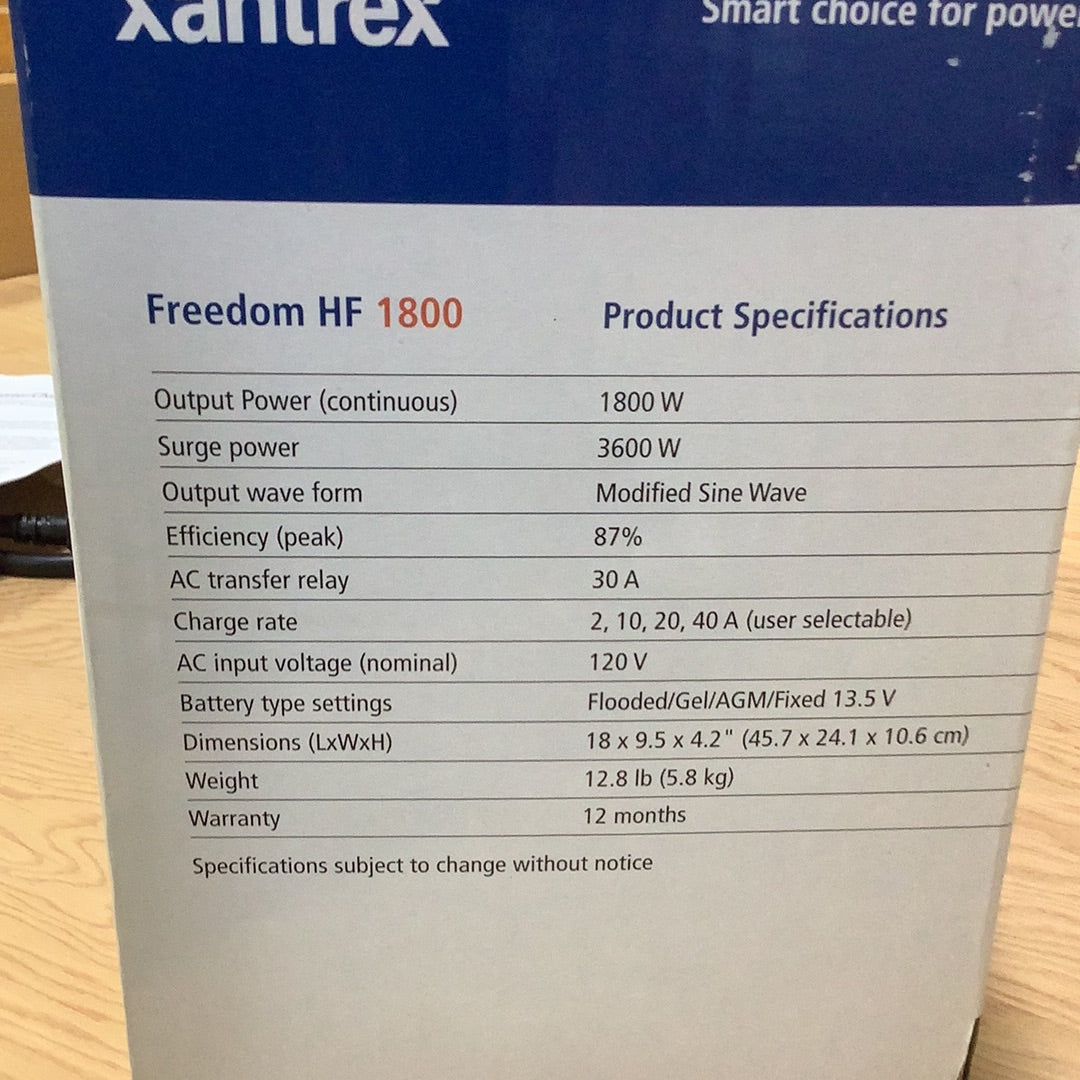 Xantrex
Smart choice for power
Freedom HF 1800 Product Specifications
Output Power (continuous) 1800 W
Surge power 3600 W
Output wave form Modified Sine Wave
Efficiency (peak) 87%
AC transfer relay 30 A
Charge rate 2, 10, 20, 40 A (user selectable)
AC input voltage (nominal) 120 V
Battery type settings Flooded/Gel/AGM/Fixed 13.5 V
Dimensions (LxWxH) 18 x 9.5 x 4.2" (45.7 x 24.1 x 10.6 cm)
Weight 12.8 lb (5.8 kg)
Warranty 12 months
Specifications subject to change without notice